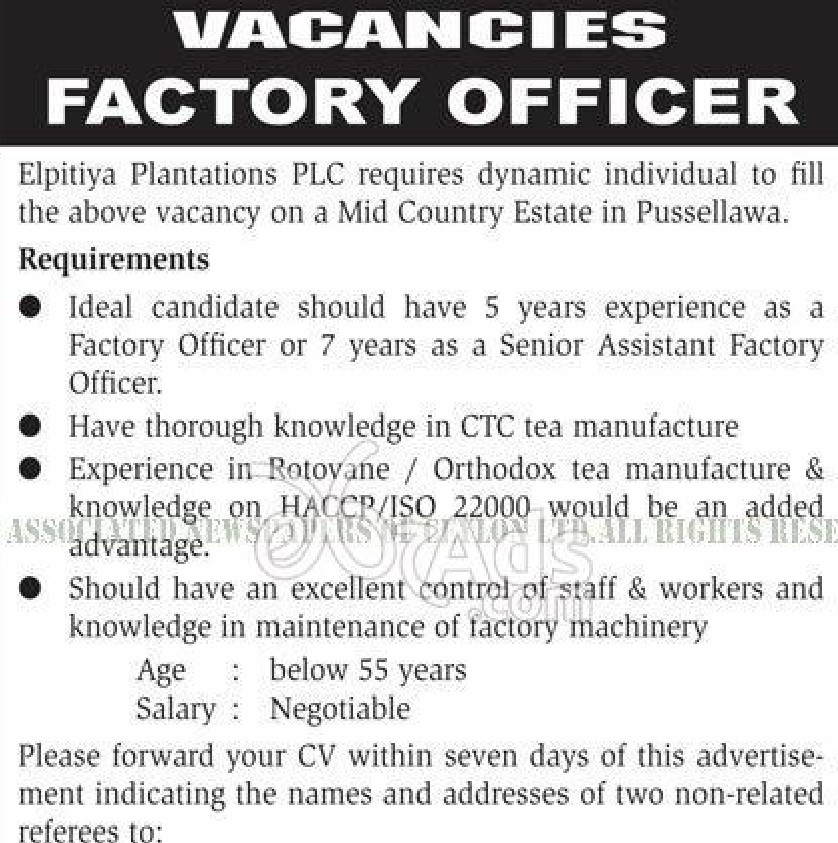 VACANCIES
FACTORY OFFICER
Elpitiya Plantations PLC requires dynamic individual to fill
the above vacancy on a Mid Country Estate in Pussellawa.
Requirements
● Ideal candidate should have 5 years experience as a
Factory Officer or 7 years as a Senior Assistant Factory
Officer.
● Have thorough knowledge in CTC tea manufacture
● Experience in Rotovane / Orthodox tea manufacture &
knowledge on HACCP/ISO 22000 would be an added
ASSOCIATED NEWSPAPERS OF CEYLON LTD.ALL RIGHTS RESE
advantage.
● Should have an excellent control of staff & workers and
knowledge in maintenance of factory machinery
Age : below 55 years
Salary : Negotiable
Please forward your CV within seven days of this advertise-
ment indicating the names and addresses of two non-related
referees to: